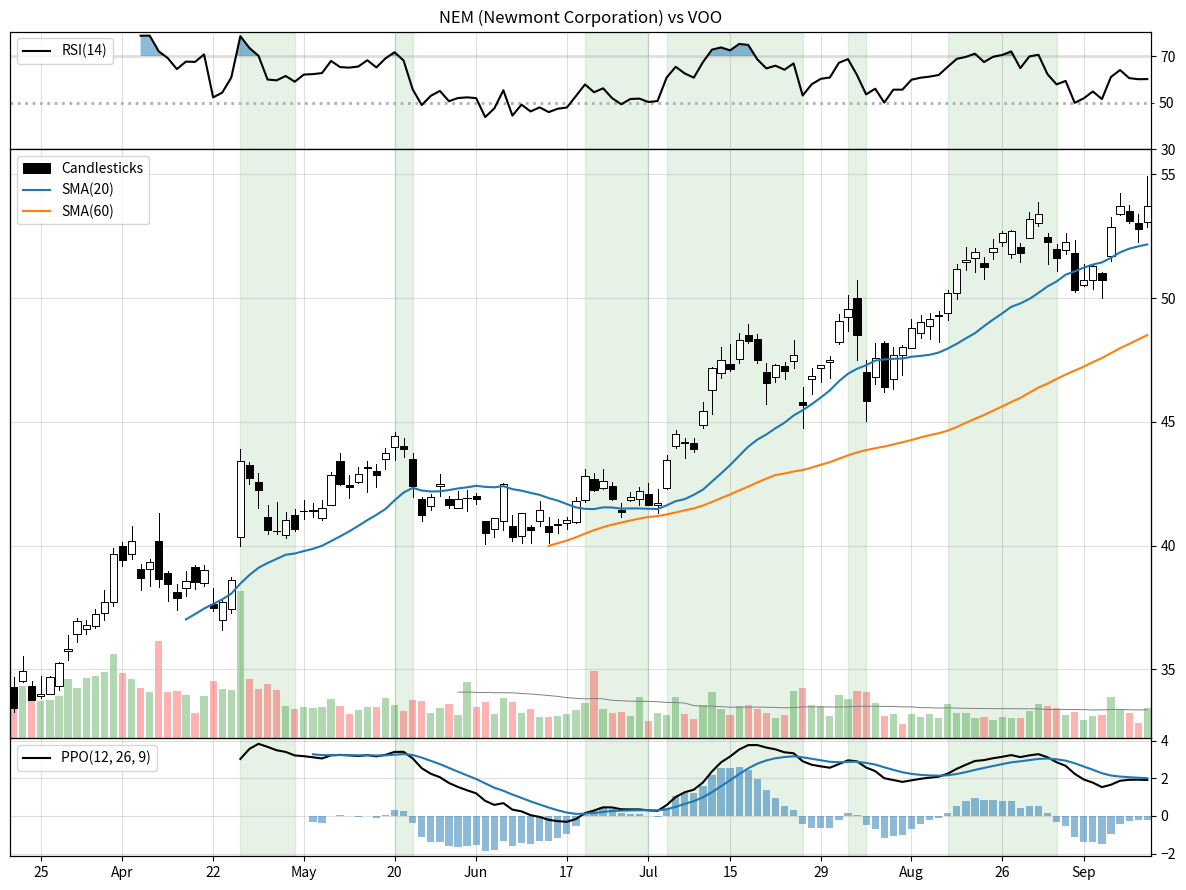 NEM (Newmont Corporation) vs VOO
RSI(14)
70
50
30
Candlesticks
SMA(20)
SMA(60)
55
50
45
40
35
PPO(12, 26, 9)
4
2
0
−2
25 Apr 22 May 20 Jun 17 Jul 15 29 Aug 26 Sep